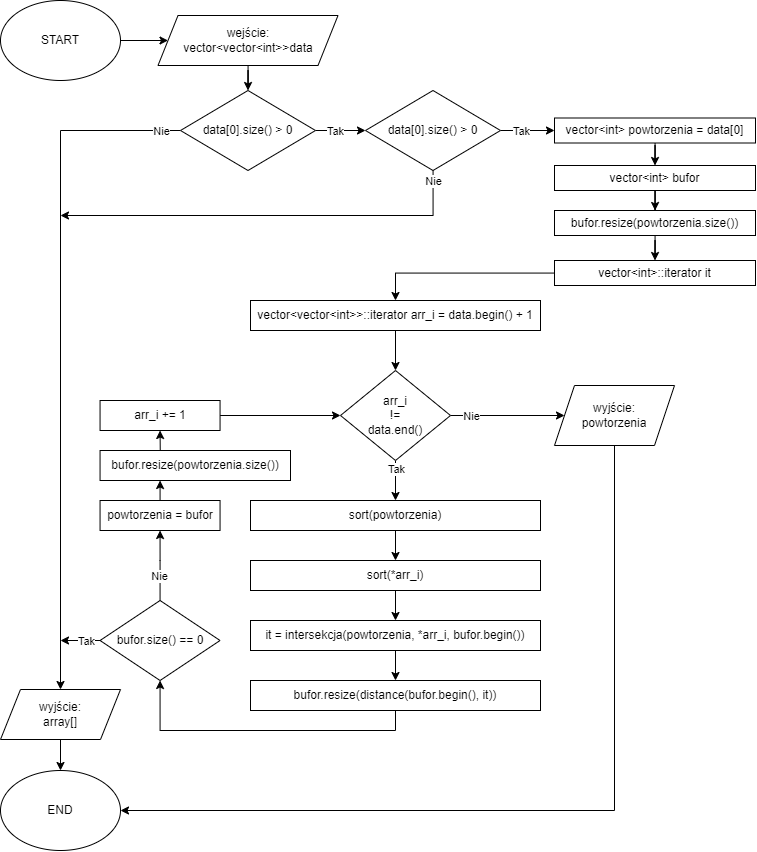 START
wejście:
vector<vector<int>>data
data[0].size() > 0
Nie
Tak
data[0].size() > 0
Tak
Nie
vector<int> powtorzenia = data[0]
vector<int> bufor
bufor.resize(powtorzenia.size())
vector<int>::iterator it
vector<vector<int>>::iterator arr_i = data.begin() + 1
arr_i
!=
data.end()
Nie
Tak
wyjście:
powtorzenia
arr_i += 1
bufor.resize(powtorzenia.size())
powtorzenia = bufor
Nie
sort(powtorzenia)
sort(*arr_i)
it = intersekcja(powtorzenia, *arr_i, bufor.begin())
bufor.resize(distance(bufor.begin(), it))
bufor.size() == 0
Tak
wyjście:
array[]
END